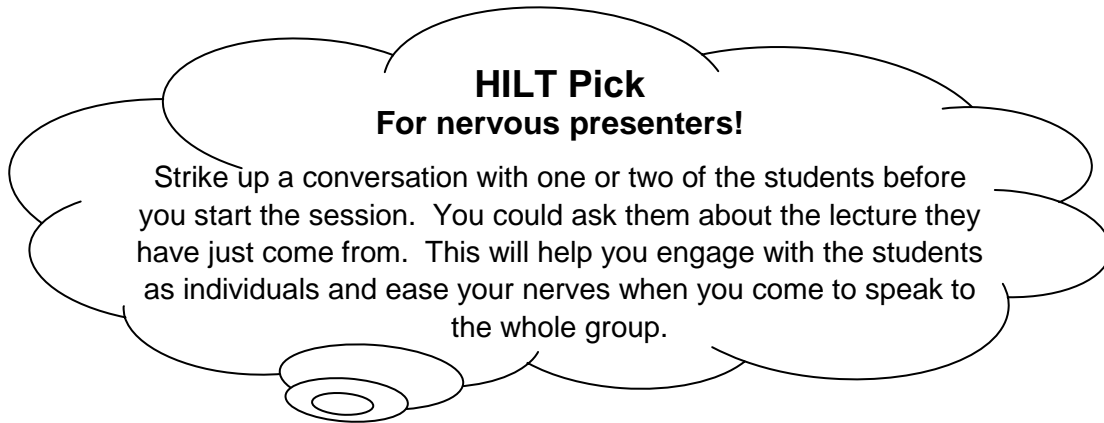 HILT Pick
For nervous presenters!
Strike up a conversation with one or two of the students before
you start the session.  You could ask them about the lecture they
have just come from.  This will help you engage with the students
as individuals and ease your nerves when you come to speak to
the whole group.